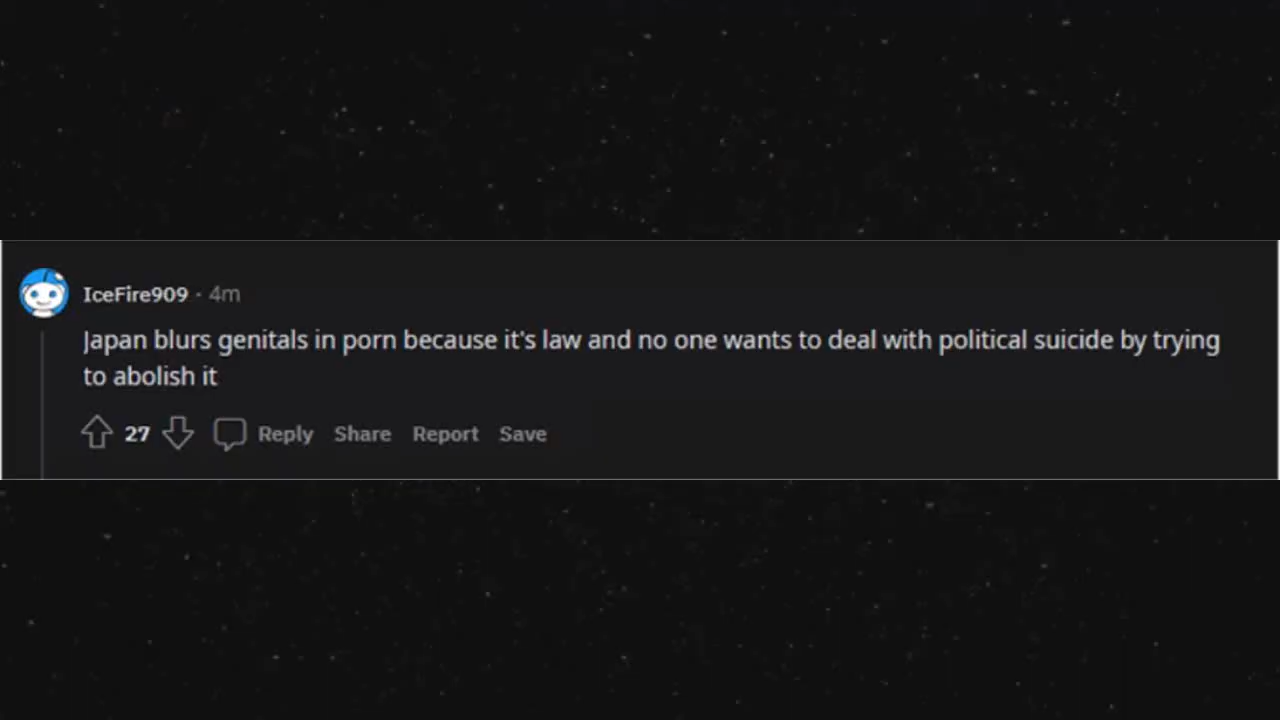 IceFire909 · 4m
Japan blurs genitals in porn because it's law and no one wants to deal with political suicide by trying
to abolish it
27 Reply Share Report Save